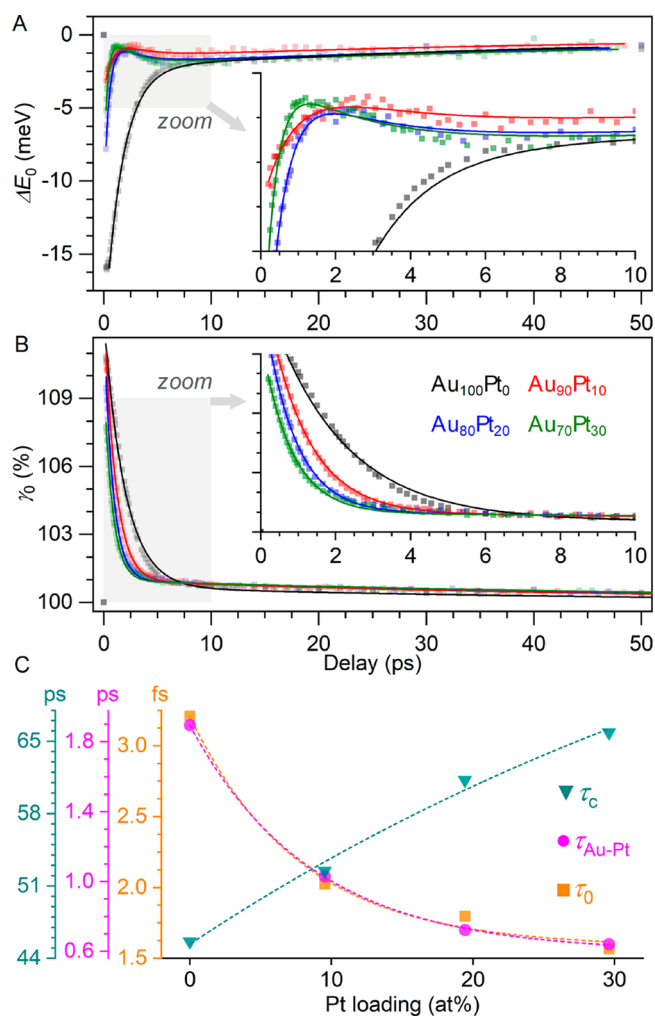 A
0
-5
-10
-15
ΔE₀ (meV)
zoom
0 2 4 6 8 10
0 10 20 30 40 50
B
109
106
103
100
γ₀ (%)
zoom
Au₁₀₀Pt₀ Au₉₀Pt₁₀
Au₈₀Pt₂₀ Au₇₀Pt₃₀
0 2 4 6 8 10
0 10 20 30 40 50
Delay (ps)
C
ps ps fs
65
58
51
44
1.8
1.4
1.0
0.6
3.0
2.5
2.0
1.5
τc
τAu-Pt
τ₀
0 10 20 30
Pt loading (at%)